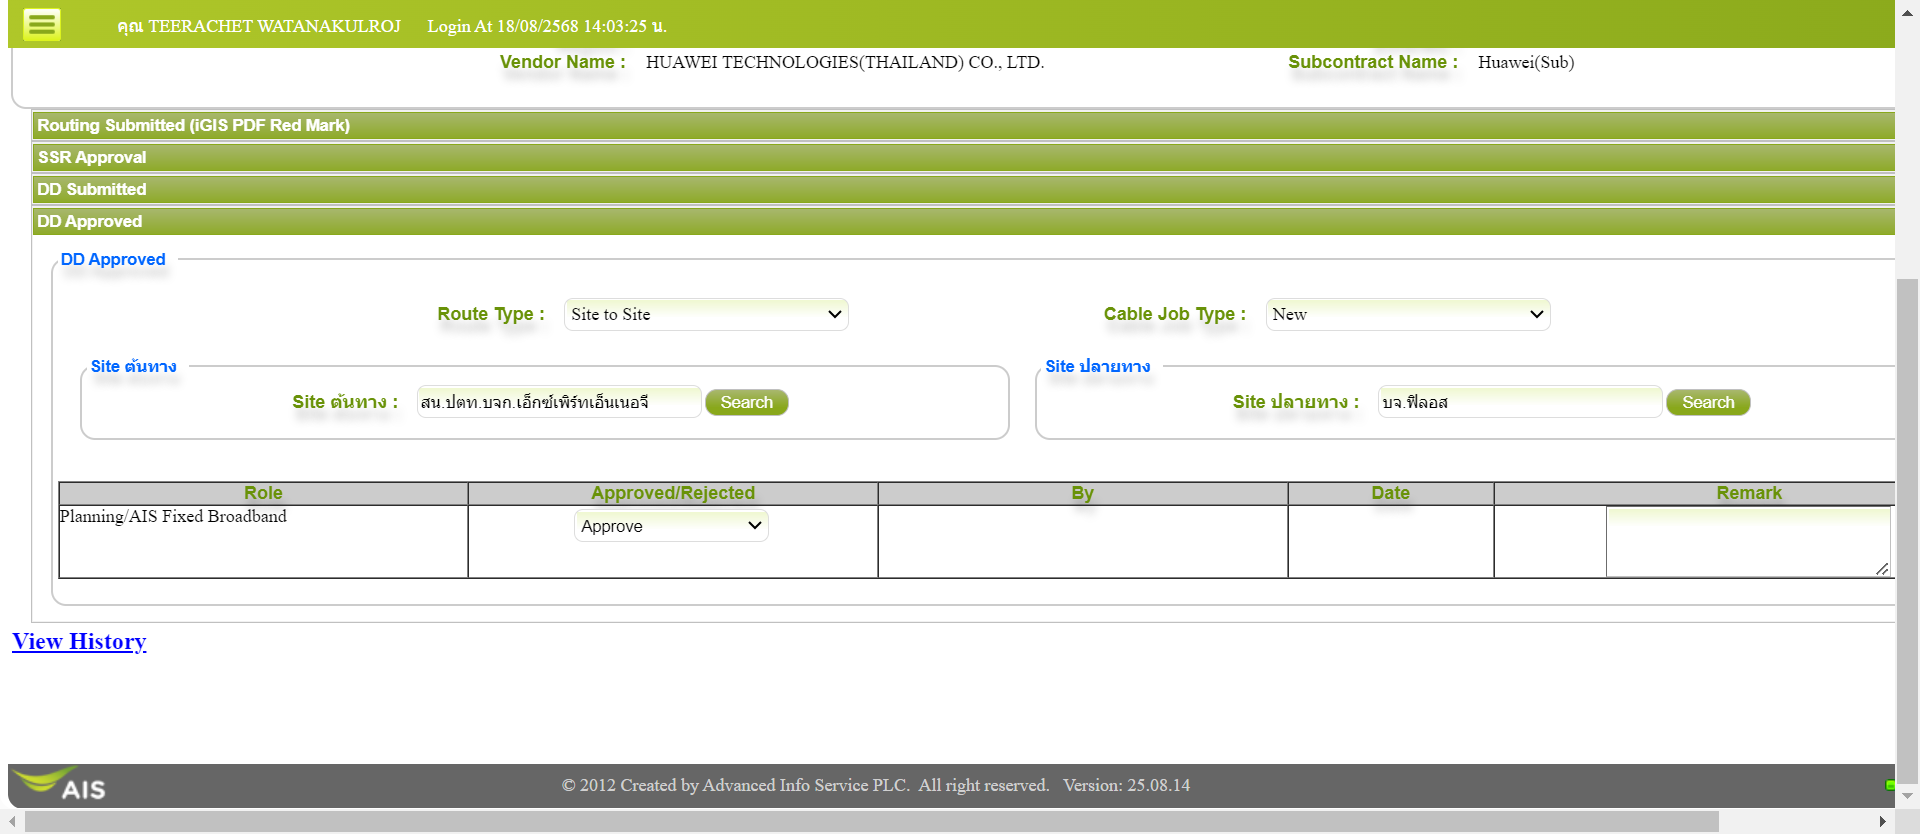 คุณ TEERACHET WATANAKULROJ Login At 18/08/2568 14:03:25 น.
Vendor Name : HUAWEI TECHNOLOGIES(THAILAND) CO., LTD. Subcontract Name : Huawei(Sub)
Routing Submitted (iGIS PDF Red Mark)
SSR Approval
DD Submitted
DD Approved
DD Approved
Route Type : Site to Site Cable Job Type : New
Site ต้นทาง Site ปลายทาง
Site ต้นทาง : สน.ปตท.บจก.เอ็กซ์เพิร์ทเอ็นเนอจี Search Site ปลายทาง : บจ.ฟิลอส Search
Role Approved/Rejected By Date Remark
Planning/AIS Fixed Broadband Approve
View History
AIS © 2012 Created by Advanced Info Service PLC. All right reserved. Version: 25.08.14